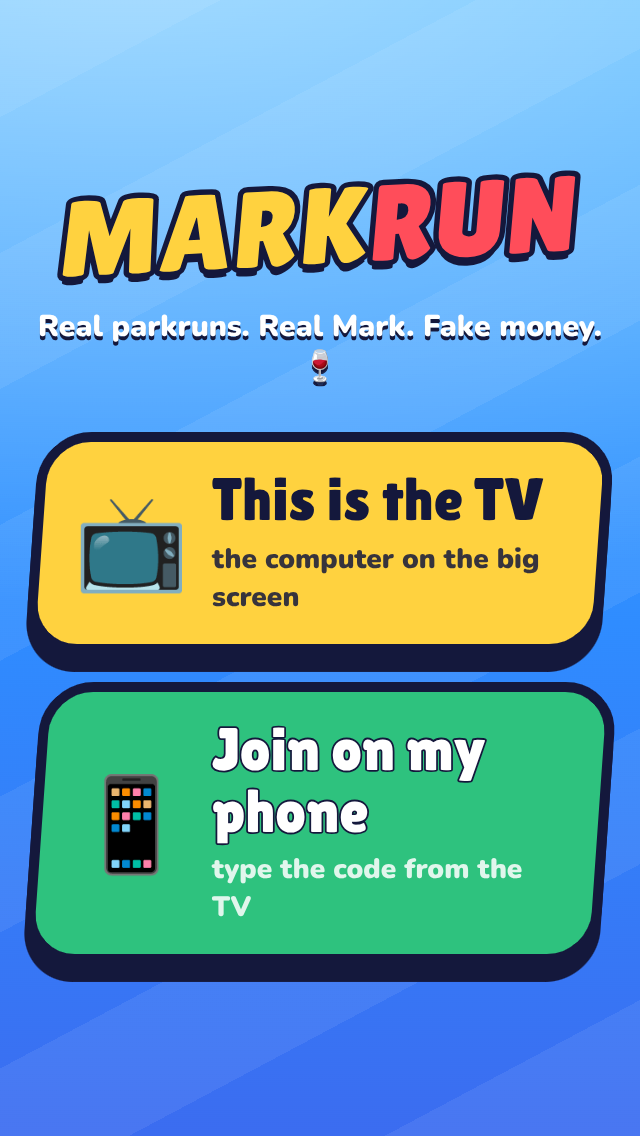 MARKRUN
Real parkruns. Real Mark. Fake money.
🍷
This is the TV
the computer on the big
screen
Join on my
phone
type the code from the
TV